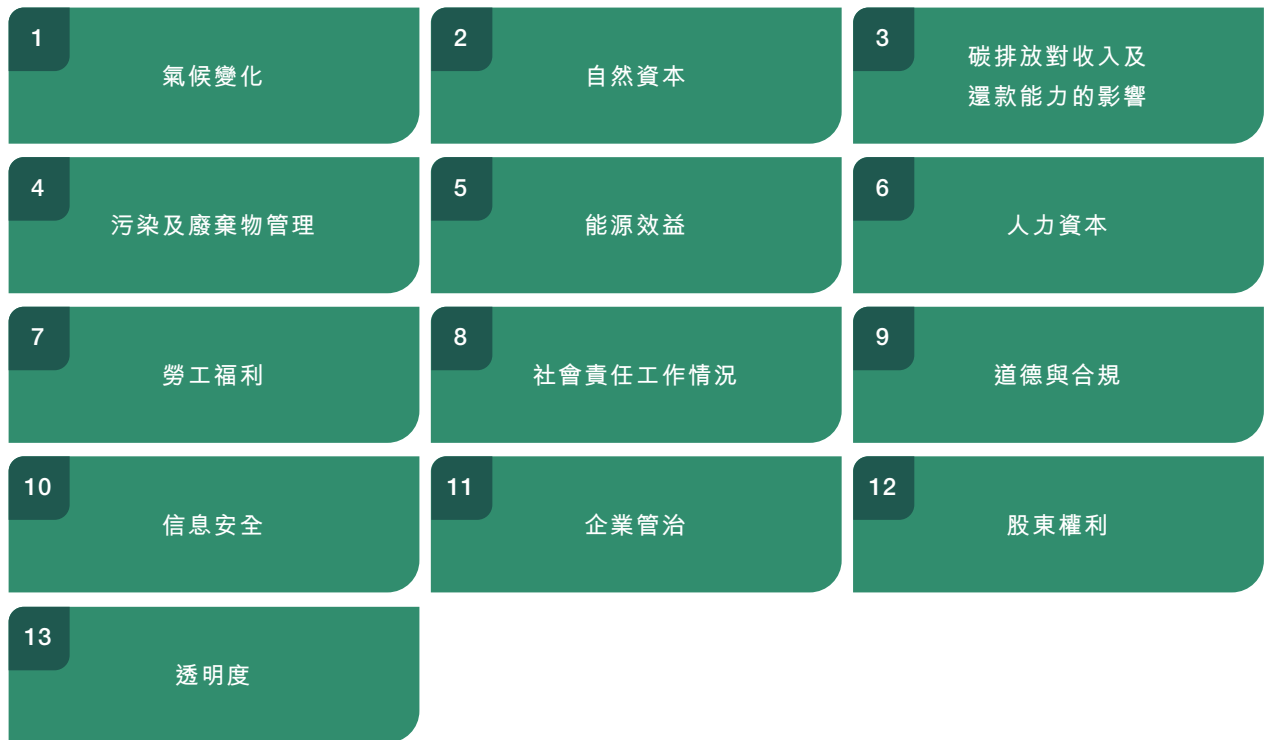 1
氣候變化
2
自然資本
3
碳排放對收入及
還款能力的影響
4
污染及廢棄物管理
5
能源效益
6
人力資本
7
勞工福利
8
社會責任工作情況
9
道德與合規
10
信息安全
11
企業管治
12
股東權利
13
透明度